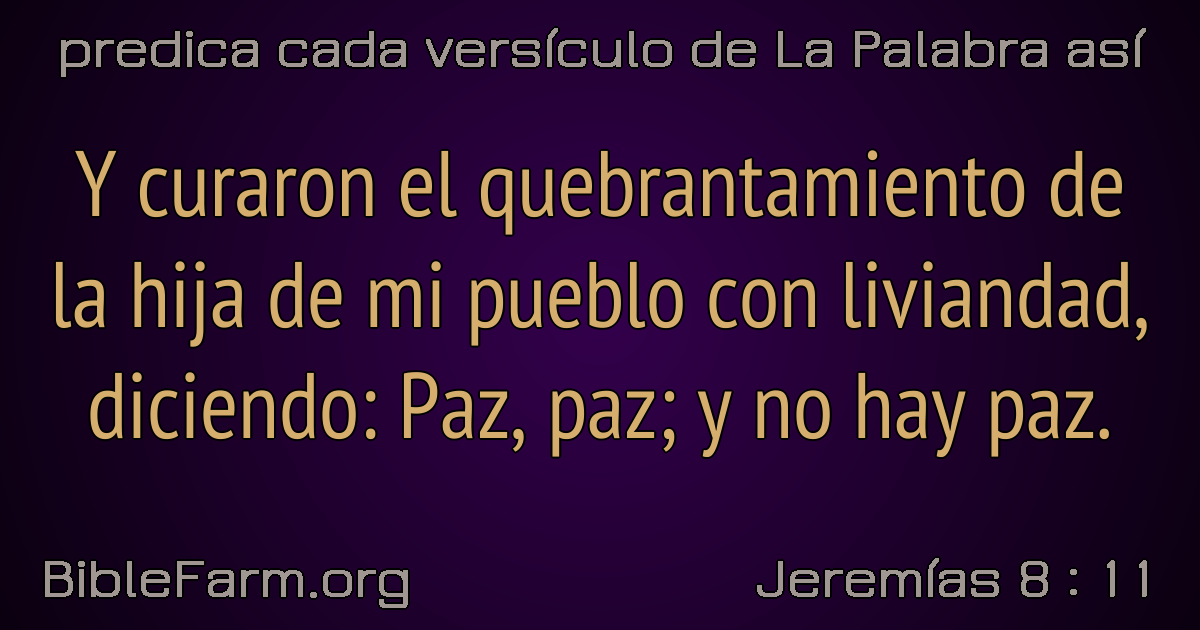 predica cada versículo de La Palabra así
Y curaron el quebrantamiento de
la hija de mi pueblo con liviandad,
diciendo: Paz, paz; y no hay paz.
BibleFarm.org
Jeremías 8 : 11